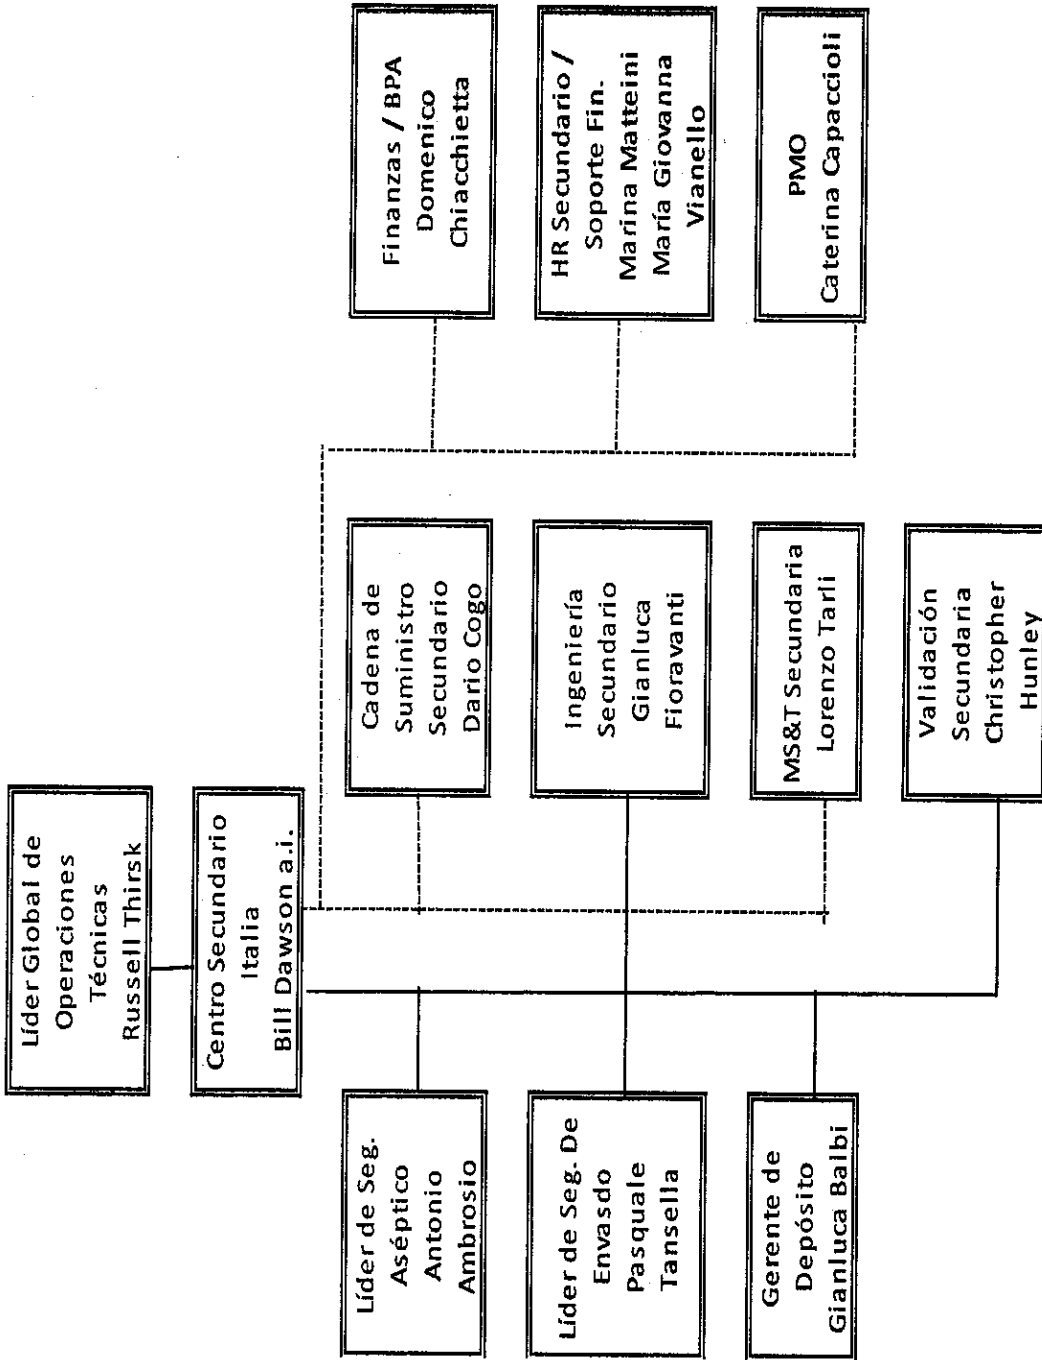 Líder Global de
Operaciones
Técnicas
Russell Thirsk
Centro Secundario
Italia
Bill Dawson a.i.
Líder de Seg.
Aséptico
Antonio
Ambrosio
Cadena de
Suministro
Secundario
Dario Cogo
Finanzas / BPA
Domenico
Chiacchietta
Líder de Seg. De
Envasdo
Pasquale
Tansella
Ingeniería
Secundario
Gianluca
Fioravanti
HR Secundario /
Soporte Fin.
Marina Matteini
María Giovanna
Vianello
Gerente de
Depósito
Gianluca Balbi
MS&T Secundaria
Lorenzo Tarli
PMO
Caterina Capaccioli
Validación
Secundaria
Christopher
Hunley